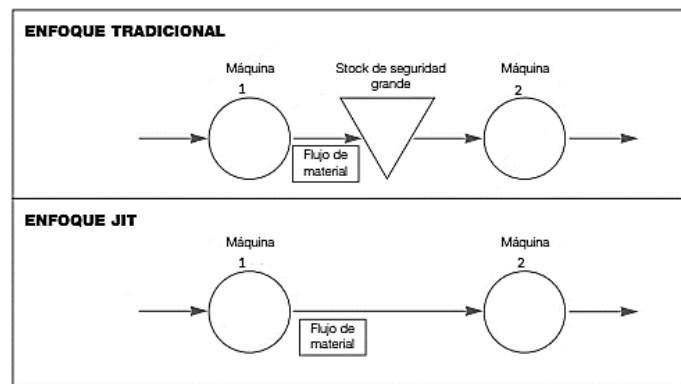 ENFOQUE TRADICIONAL
Máquina
1
Stock de seguridad
grande
Máquina
2
Flujo de
material
ENFOQUE JIT
Máquina
1
Máquina
2
Flujo de
material